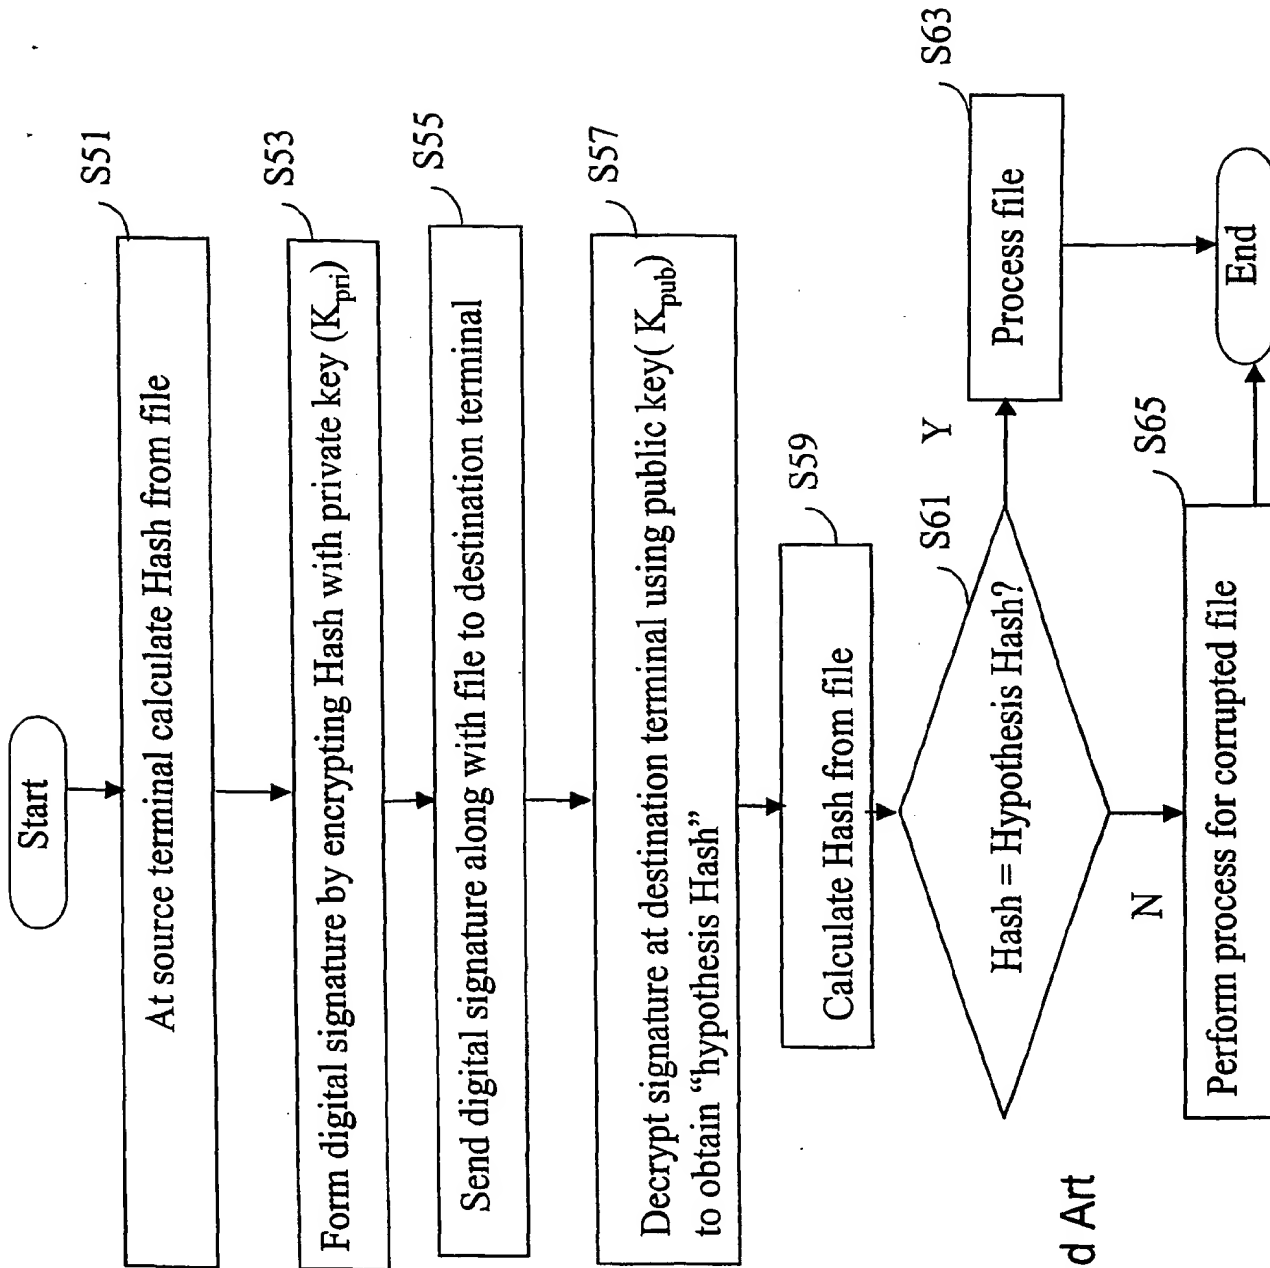 Start
S51
At source terminal calculate Hash from file
S53
Form digital signature by encrypting Hash with private key (Kpri)
S55
Send digital signature along with file to destination terminal
S57
Decrypt signature at destination terminal using public key( Kpub)
to obtain “hypothesis Hash”
S59
Calculate Hash from file
S61
Hash = Hypothesis Hash?
Y
S63
Process file
N
S65
Perform process for corrupted file
End
d Art